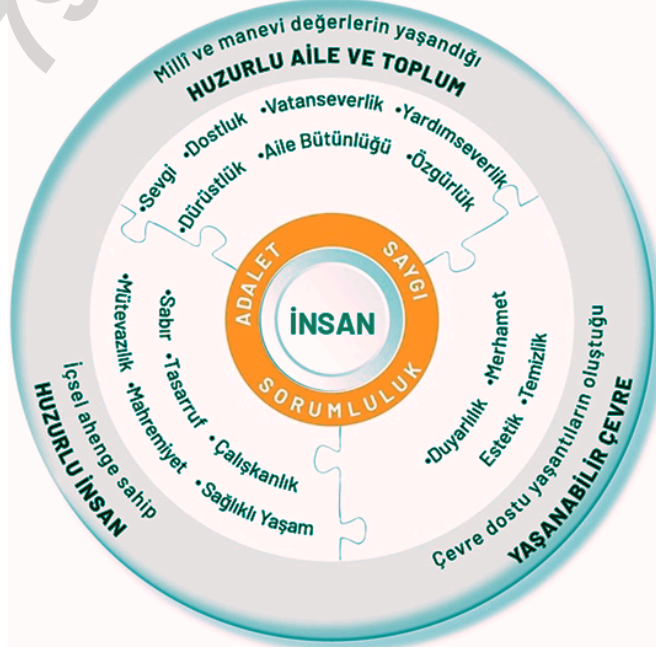 Millî ve manevi değerlerin yaşandığı
HUZURLU AİLE VE TOPLUM
•Sevgi •Dostluk •Vatanseverlik •Yardımseverlik
•Dürüstlük •Aile Bütünlüğü •Özgürlük
ADALET
SAYGI
SORUMLULUK
İNSAN
•Merhamet
•Duyarlılık
•Temizlik
Estetik
Çevre dostu yaşantıların oluştuğu
YAŞANABİLİR ÇEVRE
•Sabır •Tasarruf •Çalışkanlık
•Mütevazılık •Mahremiyet •Sağlıklı Yaşam
İçsel ahenge sahip
HUZURLU İNSAN